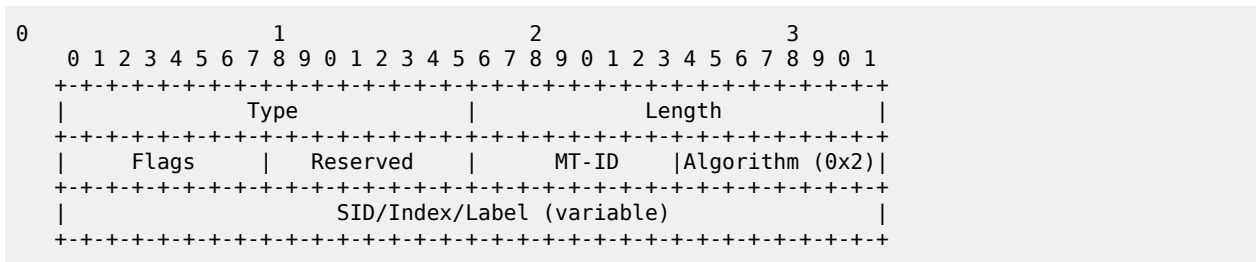 0                   1                   2                   3
    0 1 2 3 4 5 6 7 8 9 0 1 2 3 4 5 6 7 8 9 0 1 2 3 4 5 6 7 8 9 0 1
   +-+-+-+-+-+-+-+-+-+-+-+-+-+-+-+-+-+-+-+-+-+-+-+-+-+-+-+-+-+-+-+-+
   |              Type             |             Length            |
   +-+-+-+-+-+-+-+-+-+-+-+-+-+-+-+-+-+-+-+-+-+-+-+-+-+-+-+-+-+-+-+-+
   |     Flags     |   Reserved    |      MT-ID    |Algorithm (0x2)|
   +-+-+-+-+-+-+-+-+-+-+-+-+-+-+-+-+-+-+-+-+-+-+-+-+-+-+-+-+-+-+-+-+
   |                     SID/Index/Label (variable)                |
   +-+-+-+-+-+-+-+-+-+-+-+-+-+-+-+-+-+-+-+-+-+-+-+-+-+-+-+-+-+-+-+-+